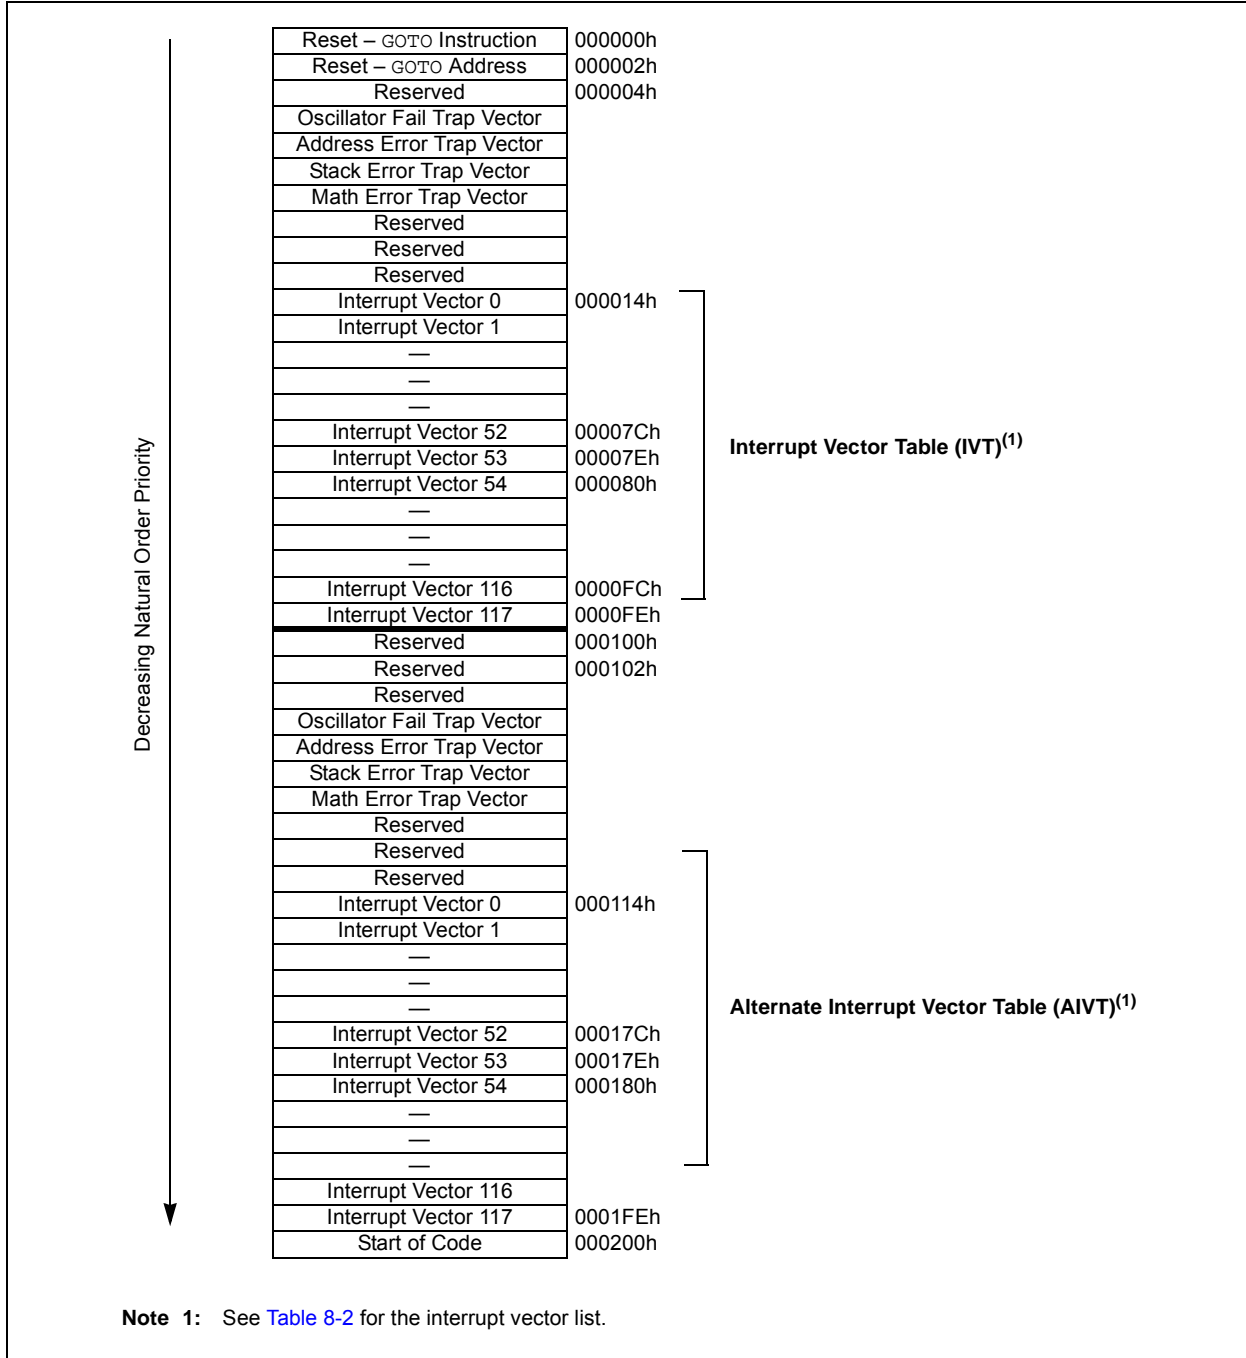 Decreasing Natural Order Priority
Reset – GOTO Instruction 000000h
Reset – GOTO Address 000002h
Reserved 000004h
Oscillator Fail Trap Vector
Address Error Trap Vector
Stack Error Trap Vector
Math Error Trap Vector
Reserved
Reserved
Reserved
Interrupt Vector 0 000014h
Interrupt Vector 1
—
—
—
Interrupt Vector 52 00007Ch
Interrupt Vector 53 00007Eh
Interrupt Vector 54 000080h
—
—
—
Interrupt Vector 116 0000FCh
Interrupt Vector 117 0000FEh
Interrupt Vector Table (IVT)(1)
Reserved 000100h
Reserved 000102h
Reserved
Oscillator Fail Trap Vector
Address Error Trap Vector
Stack Error Trap Vector
Math Error Trap Vector
Reserved
Reserved
Reserved
Interrupt Vector 0 000114h
Interrupt Vector 1
—
—
—
Interrupt Vector 52 00017Ch
Interrupt Vector 53 00017Eh
Interrupt Vector 54 000180h
—
—
—
Interrupt Vector 116
Interrupt Vector 117 0001FEh
Start of Code 000200h
Alternate Interrupt Vector Table (AIVT)(1)
Note 1: See Table 8-2 for the interrupt vector list.